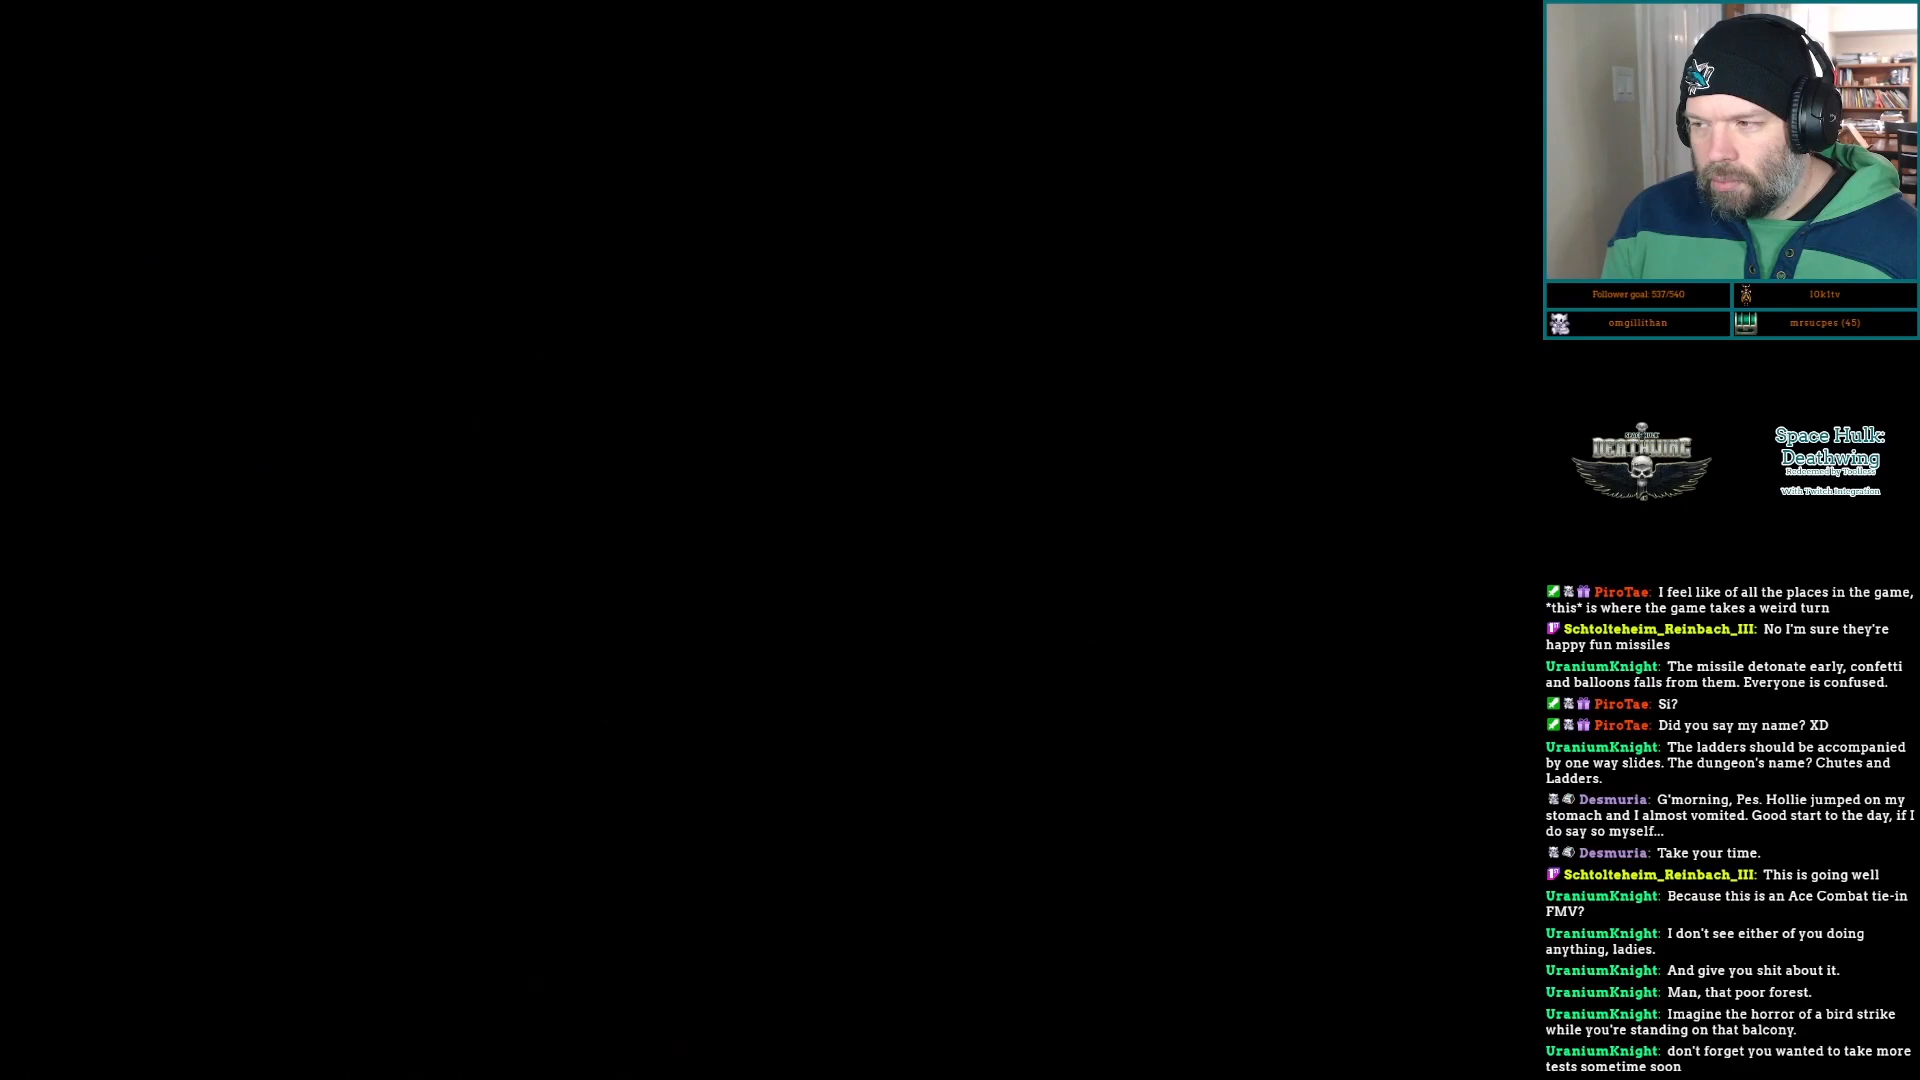 Follower goal: 537/540
10k1tv
omgillithan
mrsucpes (45)
SPACE HULK
DEATHWING
Space Hulk:
Deathwing
Redeemed by Toolless
With Twitch Integration
PiroTae: I feel like of all the places in the game,
*this* is where the game takes a weird turn
Schtolteheim_Reinbach_III: No I'm sure they're
happy fun missiles
UraniumKnight: The missile detonate early, confetti
and balloons falls from them. Everyone is confused.
PiroTae: Si?
PiroTae: Did you say my name? XD
UraniumKnight: The ladders should be accompanied
by one way slides. The dungeon's name? Chutes and
Ladders.
Desmuria: G'morning, Pes. Hollie jumped on my
stomach and I almost vomited. Good start to the day, if I
do say so myself...
Desmuria: Take your time.
Schtolteheim_Reinbach_III: This is going well
UraniumKnight: Because this is an Ace Combat tie-in
FMV?
UraniumKnight: I don't see either of you doing
anything, ladies.
UraniumKnight: And give you shit about it.
UraniumKnight: Man, that poor forest.
UraniumKnight: Imagine the horror of a bird strike
while you're standing on that balcony.
UraniumKnight: don't forget you wanted to take more
tests sometime soon